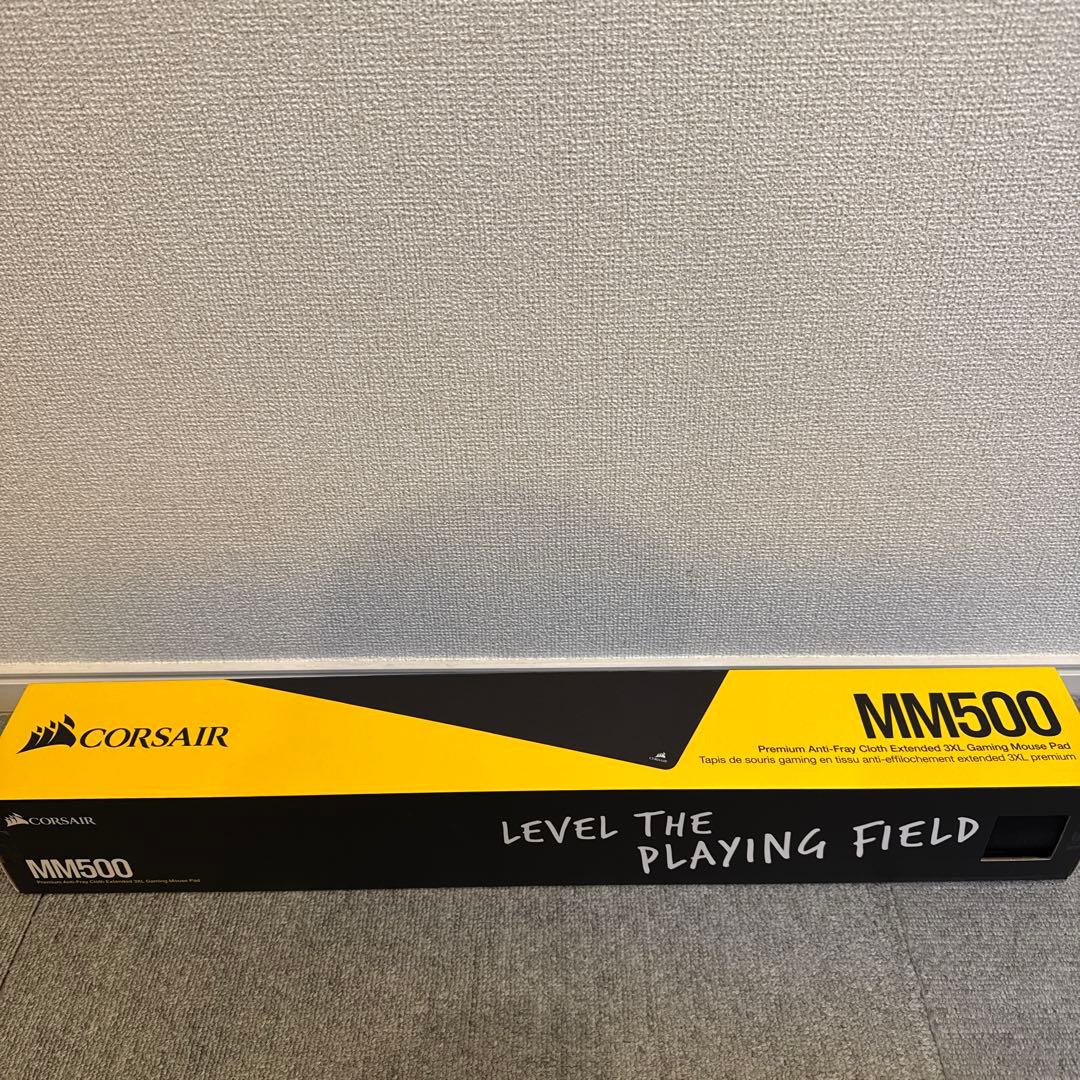 CORSAIR
MM500
Premium Anti-Fray Cloth Extended 3XL Gaming Mouse Pad
Tapis de souris gaming en tissu anti-effilochement extended 3XL premium
CORSAIR
CORSAIR
MM500
Premium Anti-Fray Cloth Extended 3XL Gaming Mouse Pad
LEVEL THE
PLAYING FIELD